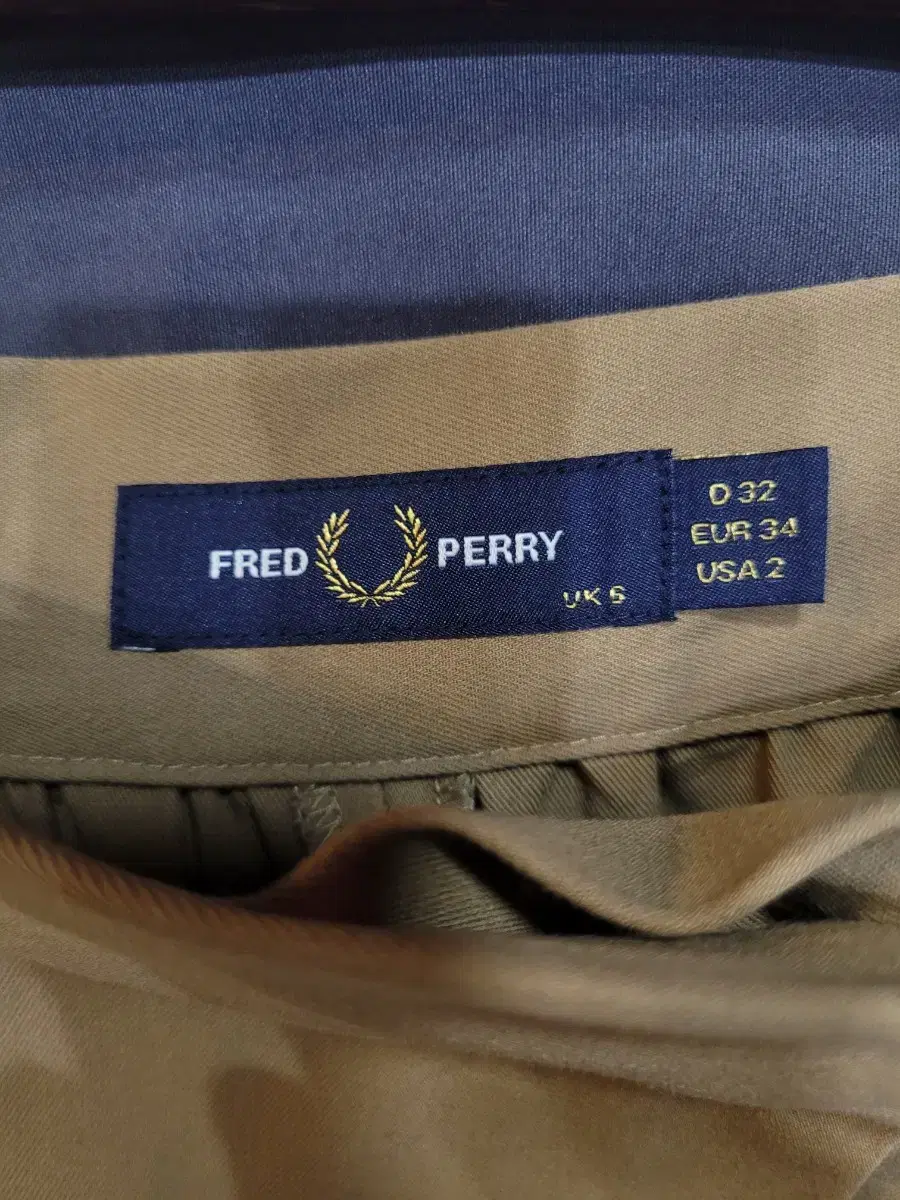 FRED PERRY
UK 6
D 32
EUR 34
USA 2